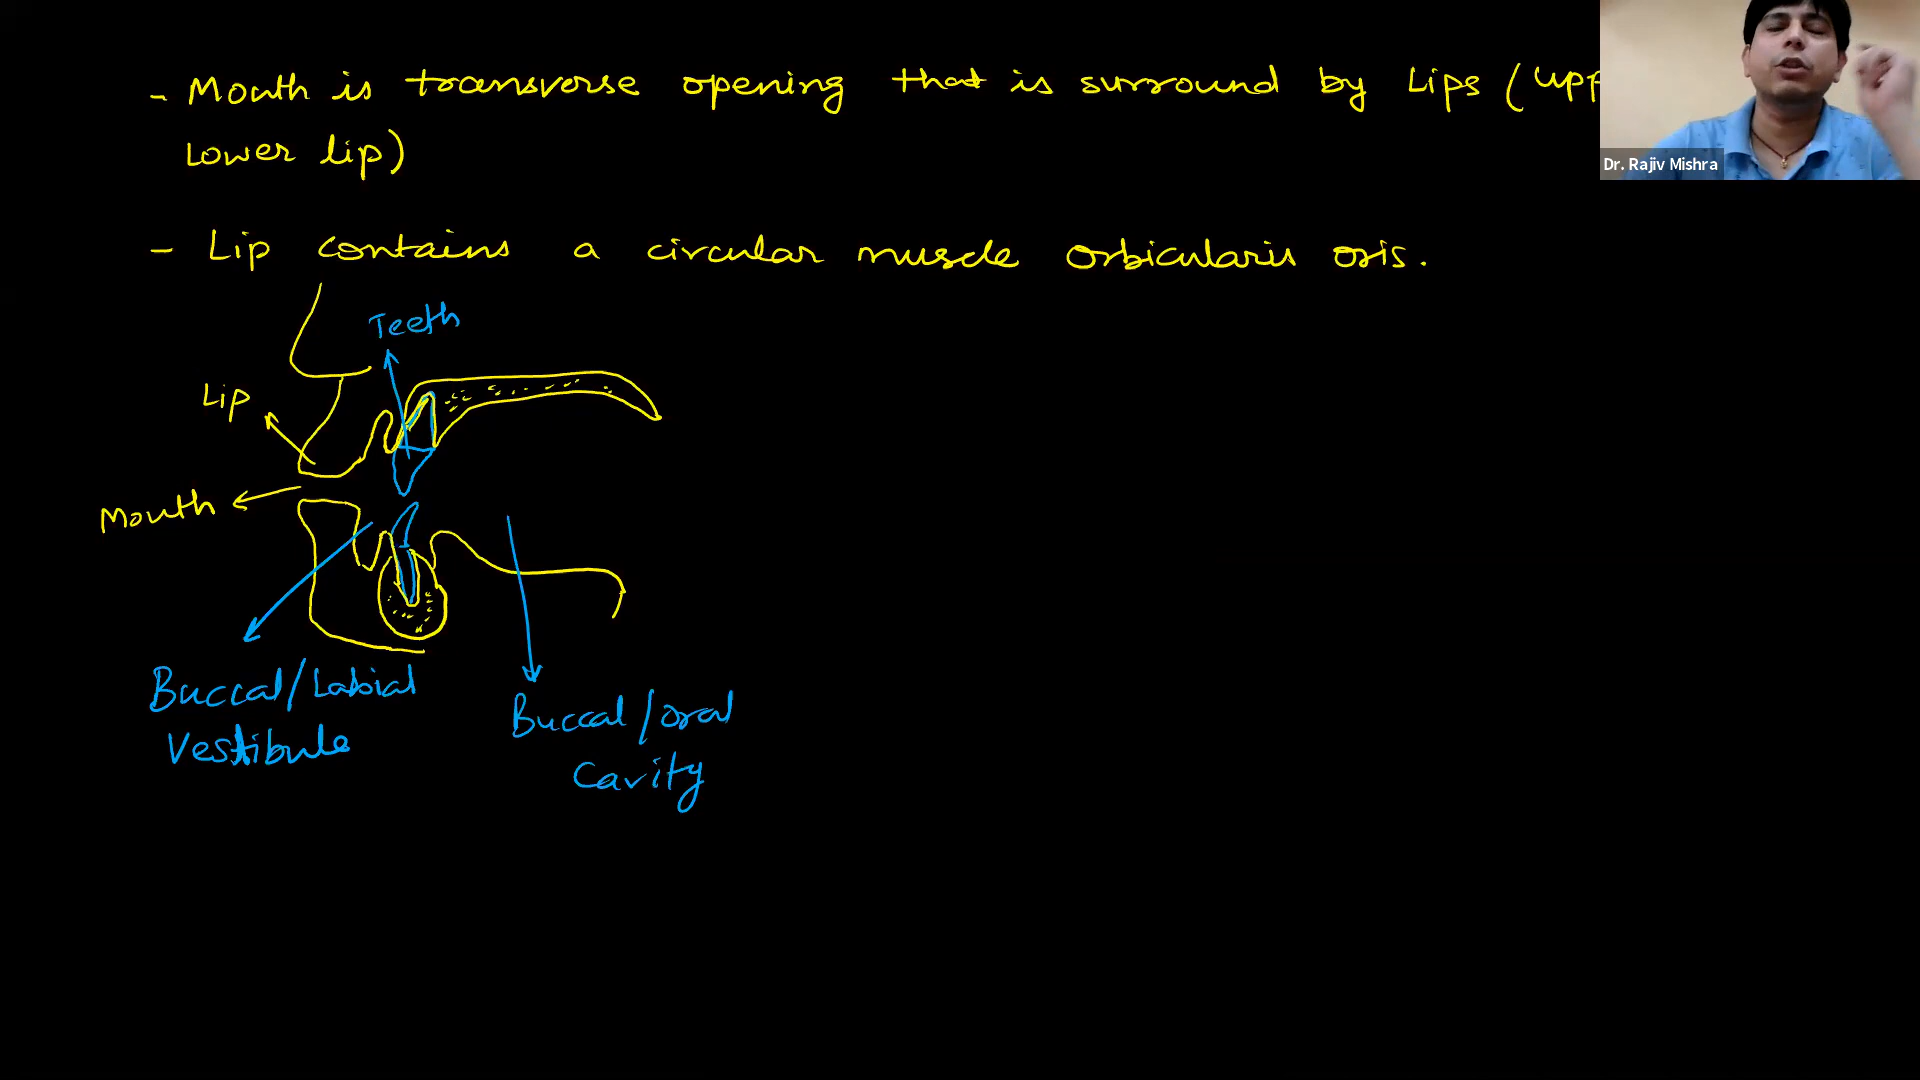 - Mouth is transverse opening that is surround by Lips (upp
Dr. Rajiv Mishra
Lower lip)
- Lip contains a circular muscle orbicularis oris.
Teeth
Lip
Mouth
Buccal/Labial
Vestibule
Buccal/oral
Cavity